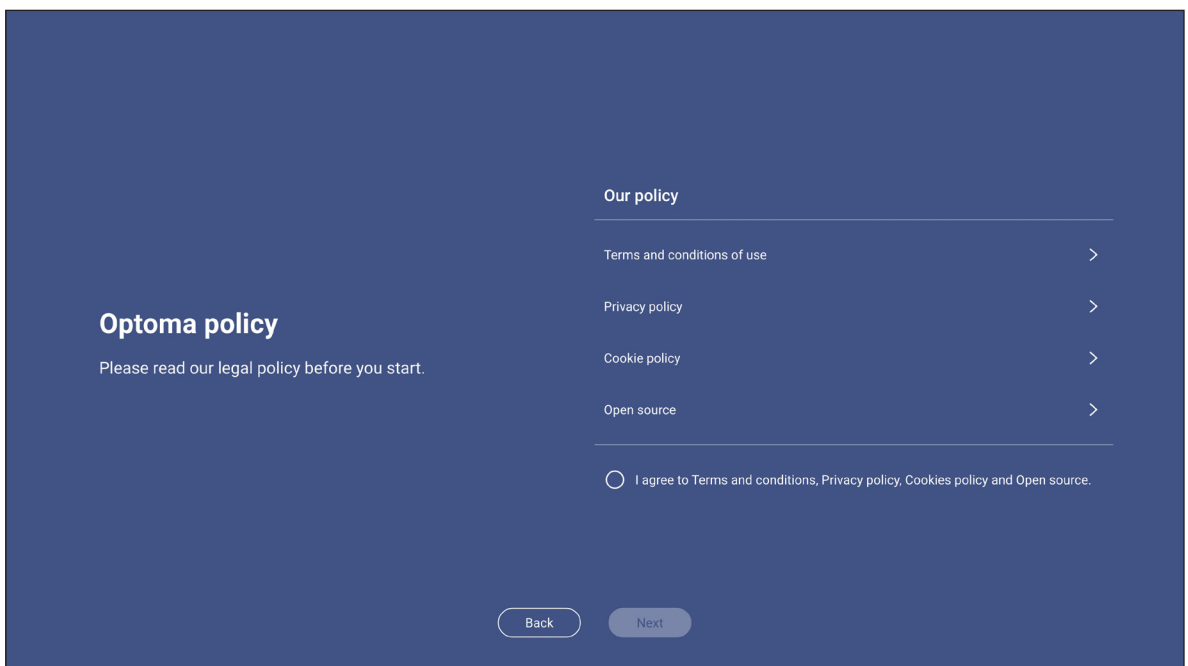 Optoma policy
Please read our legal policy before you start.
Our policy
Terms and conditions of use
Privacy policy
Cookie policy
Open source
I agree to Terms and conditions, Privacy policy, Cookies policy and Open source.
Back
Next